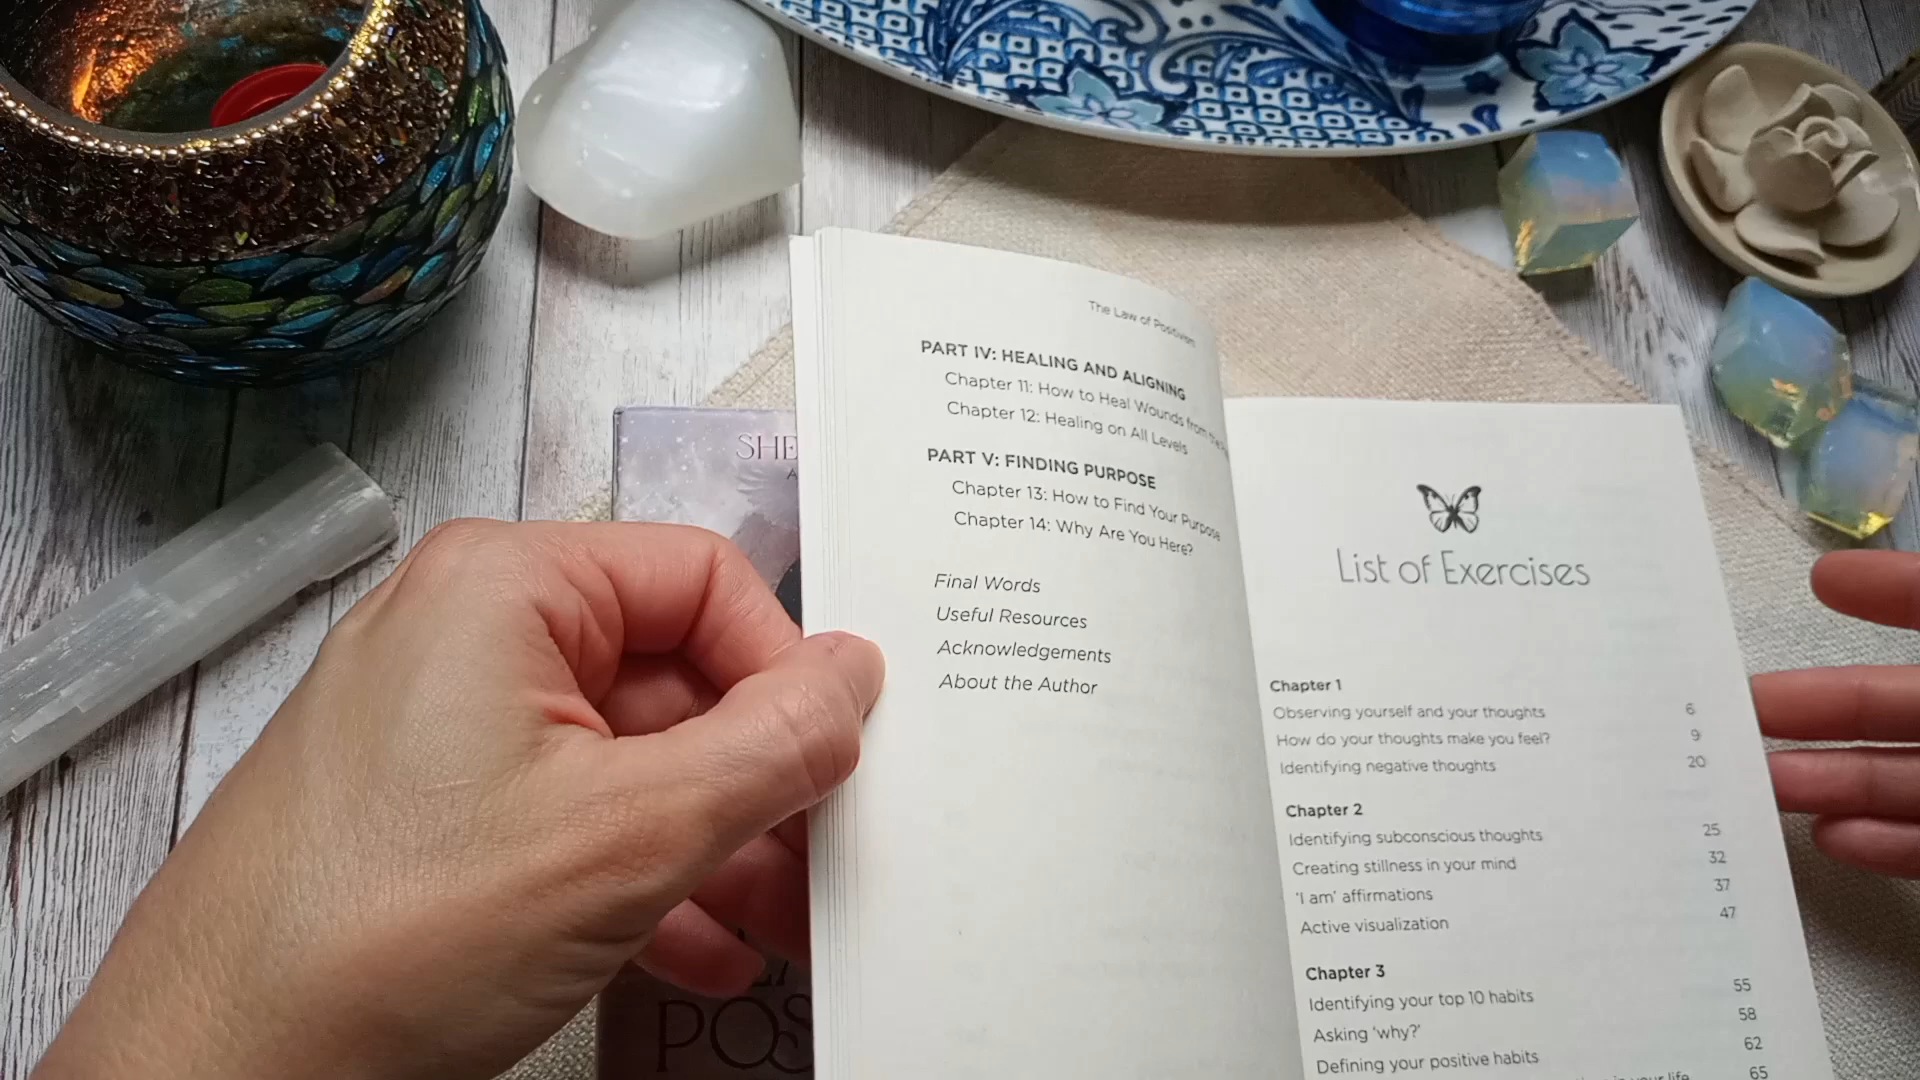 The Law of Positivism
PART IV: HEALING AND ALIGNING
Chapter 11: How to Heal Wounds from the
Chapter 12: Healing on All Levels
PART V: FINDING PURPOSE
Chapter 13: How to Find Your Purpose
Chapter 14: Why Are You Here?
Final Words
Useful Resources
Acknowledgements
About the Author
List of Exercises
Chapter 1
Observing yourself and your thoughts 6
How do your thoughts make you feel? 9
Identifying negative thoughts 20
Chapter 2
Identifying subconscious thoughts 25
Creating stillness in your mind 32
'I am' affirmations 37
Active visualization 47
Chapter 3
Identifying your top 10 habits 55
Asking 'why?' 58
Defining your positive habits 62
in your life 65
SHE
A
POS